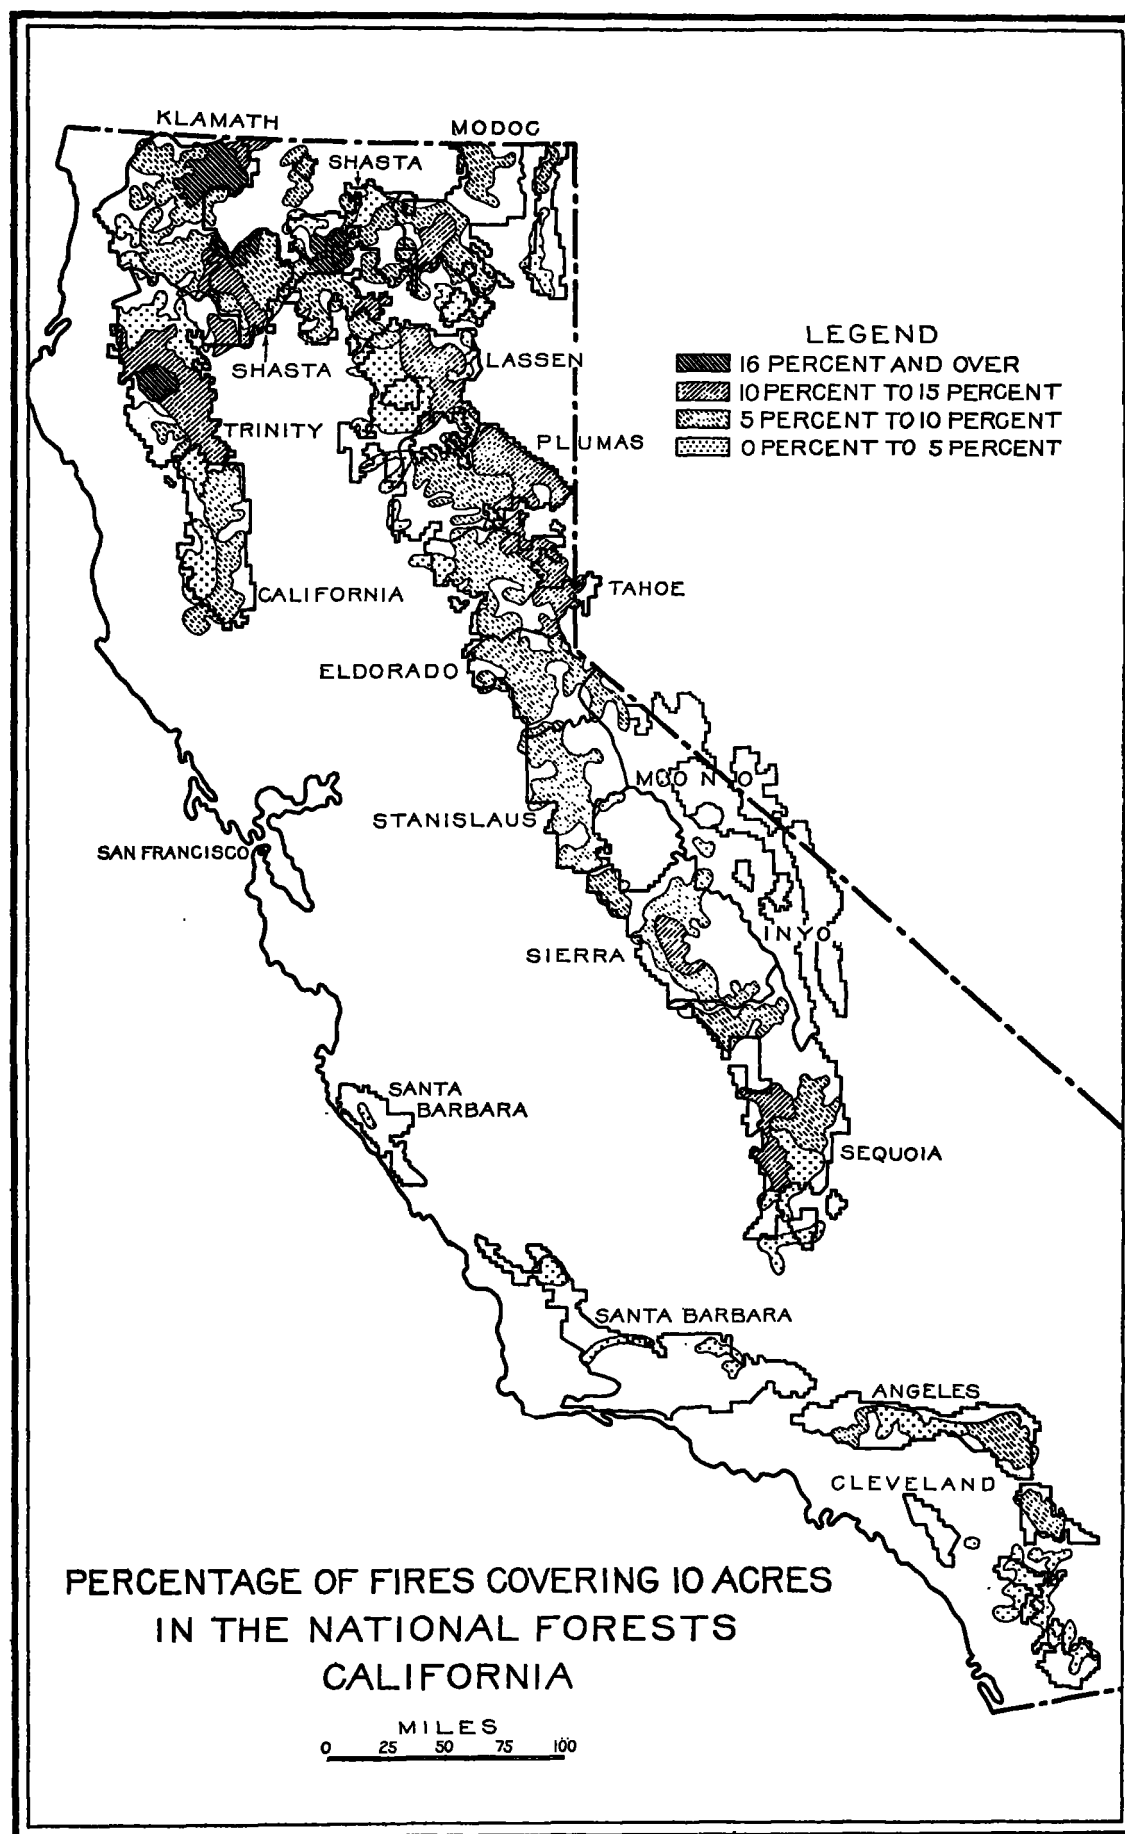 KLAMATH
MODOC
SHASTA
LEGEND
16 PERCENT AND OVER
10 PERCENT TO 15 PERCENT
5 PERCENT TO 10 PERCENT
0 PERCENT TO 5 PERCENT
LASSEN
SHASTA
TRINITY
PLUMAS
CALIFORNIA
TAHOE
ELDORADO
MONO
STANISLAUS
SAN FRANCISCO
INYO
SIERRA
SANTA
BARBARA
SEQUOIA
SANTA BARBARA
ANGELES
CLEVELAND
PERCENTAGE OF FIRES COVERING 10 ACRES
IN THE NATIONAL FORESTS
CALIFORNIA
MILES
0 25 50 75 100